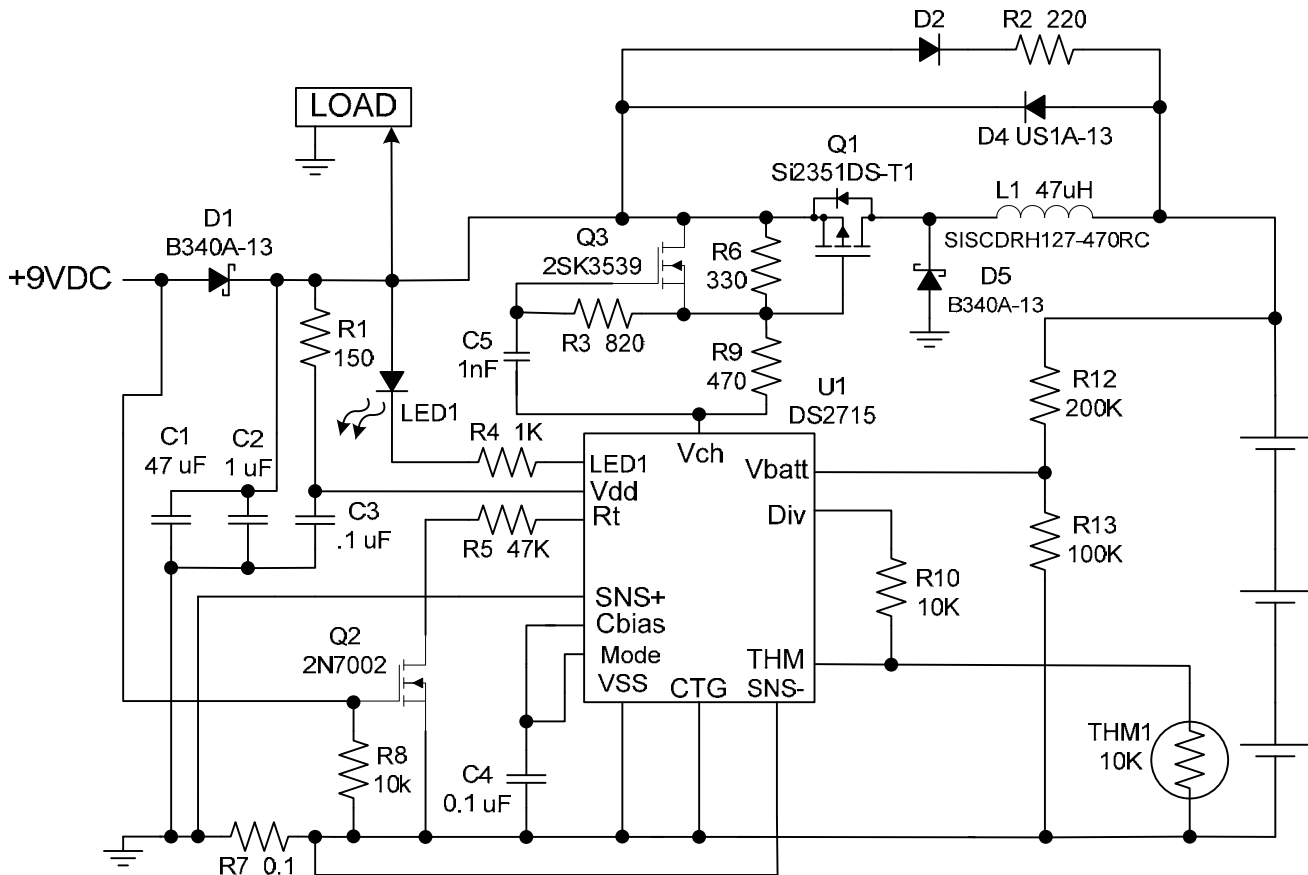 D2
R2 220
LOAD
D4 US1A-13
Q1
Si2351DS-T1
L1 47uH
SISCDRH127-470RC
D1
B340A-13
Q3
2SK3539
R6
330
+9VDC
D5
B340A-13
R1
150
R3 820
C5
1nF
R9
470
U1
DS2715
R12
200K
LED1
C1
47 uF
C2
1 uF
R4 1K
LED1
Vch
Vbatt
Vdd
C3
.1 uF
Rt
Div
R5 47K
R13
100K
R10
10K
SNS+
Cbias
Q2
2N7002
Mode
THM
VSS
CTG
SNS-
THM1
10K
R8
10k
C4
0.1 uF
R7 0.1